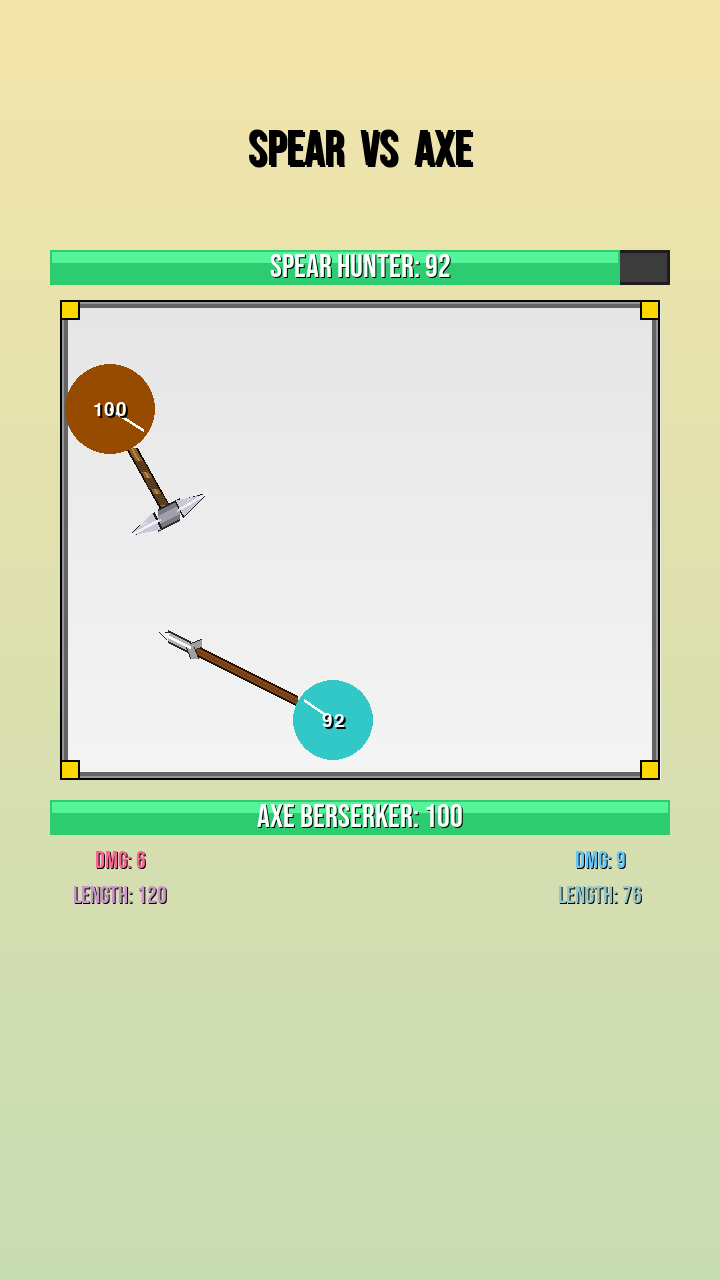 SPEAR VS AXE
SPEAR HUNTER: 92
100
92
AXE BERSERKER: 100
DMG: 6
DMG: 9
LENGTH: 120
LENGTH: 76